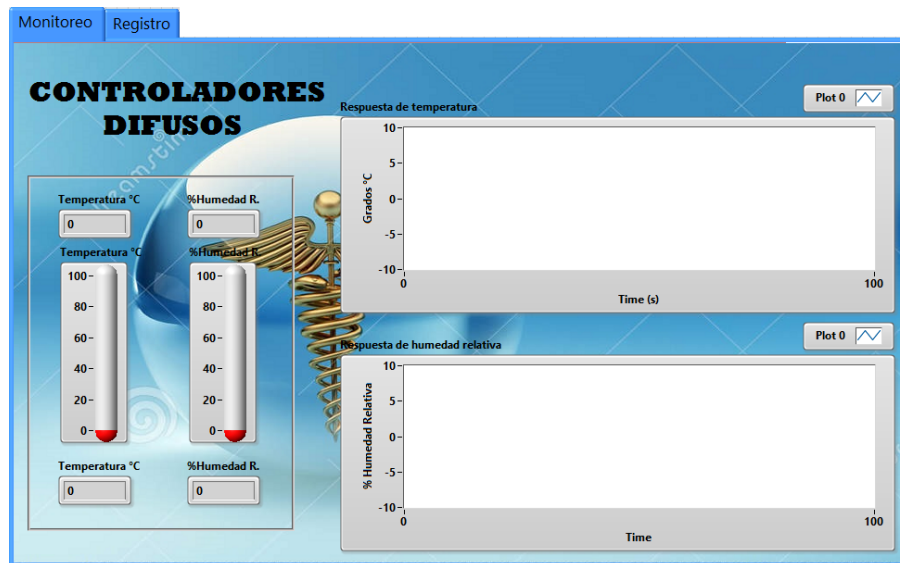 Monitoreo
Registro
CONTROLADORES
DIFUSOS
Temperatura °C
%Humedad R.
0
0
Temperatura °C
%Humedad R.
100
80
60
40
20
0
100
80
60
40
20
0
Temperatura °C
%Humedad R.
0
0
Respuesta de temperatura
Plot 0
Grados °C
10
5
0
-5
-10
0
100
Time (s)
Respuesta de humedad relativa
Plot 0
% Humedad Relativa
10
5
0
-5
-10
0
100
Time